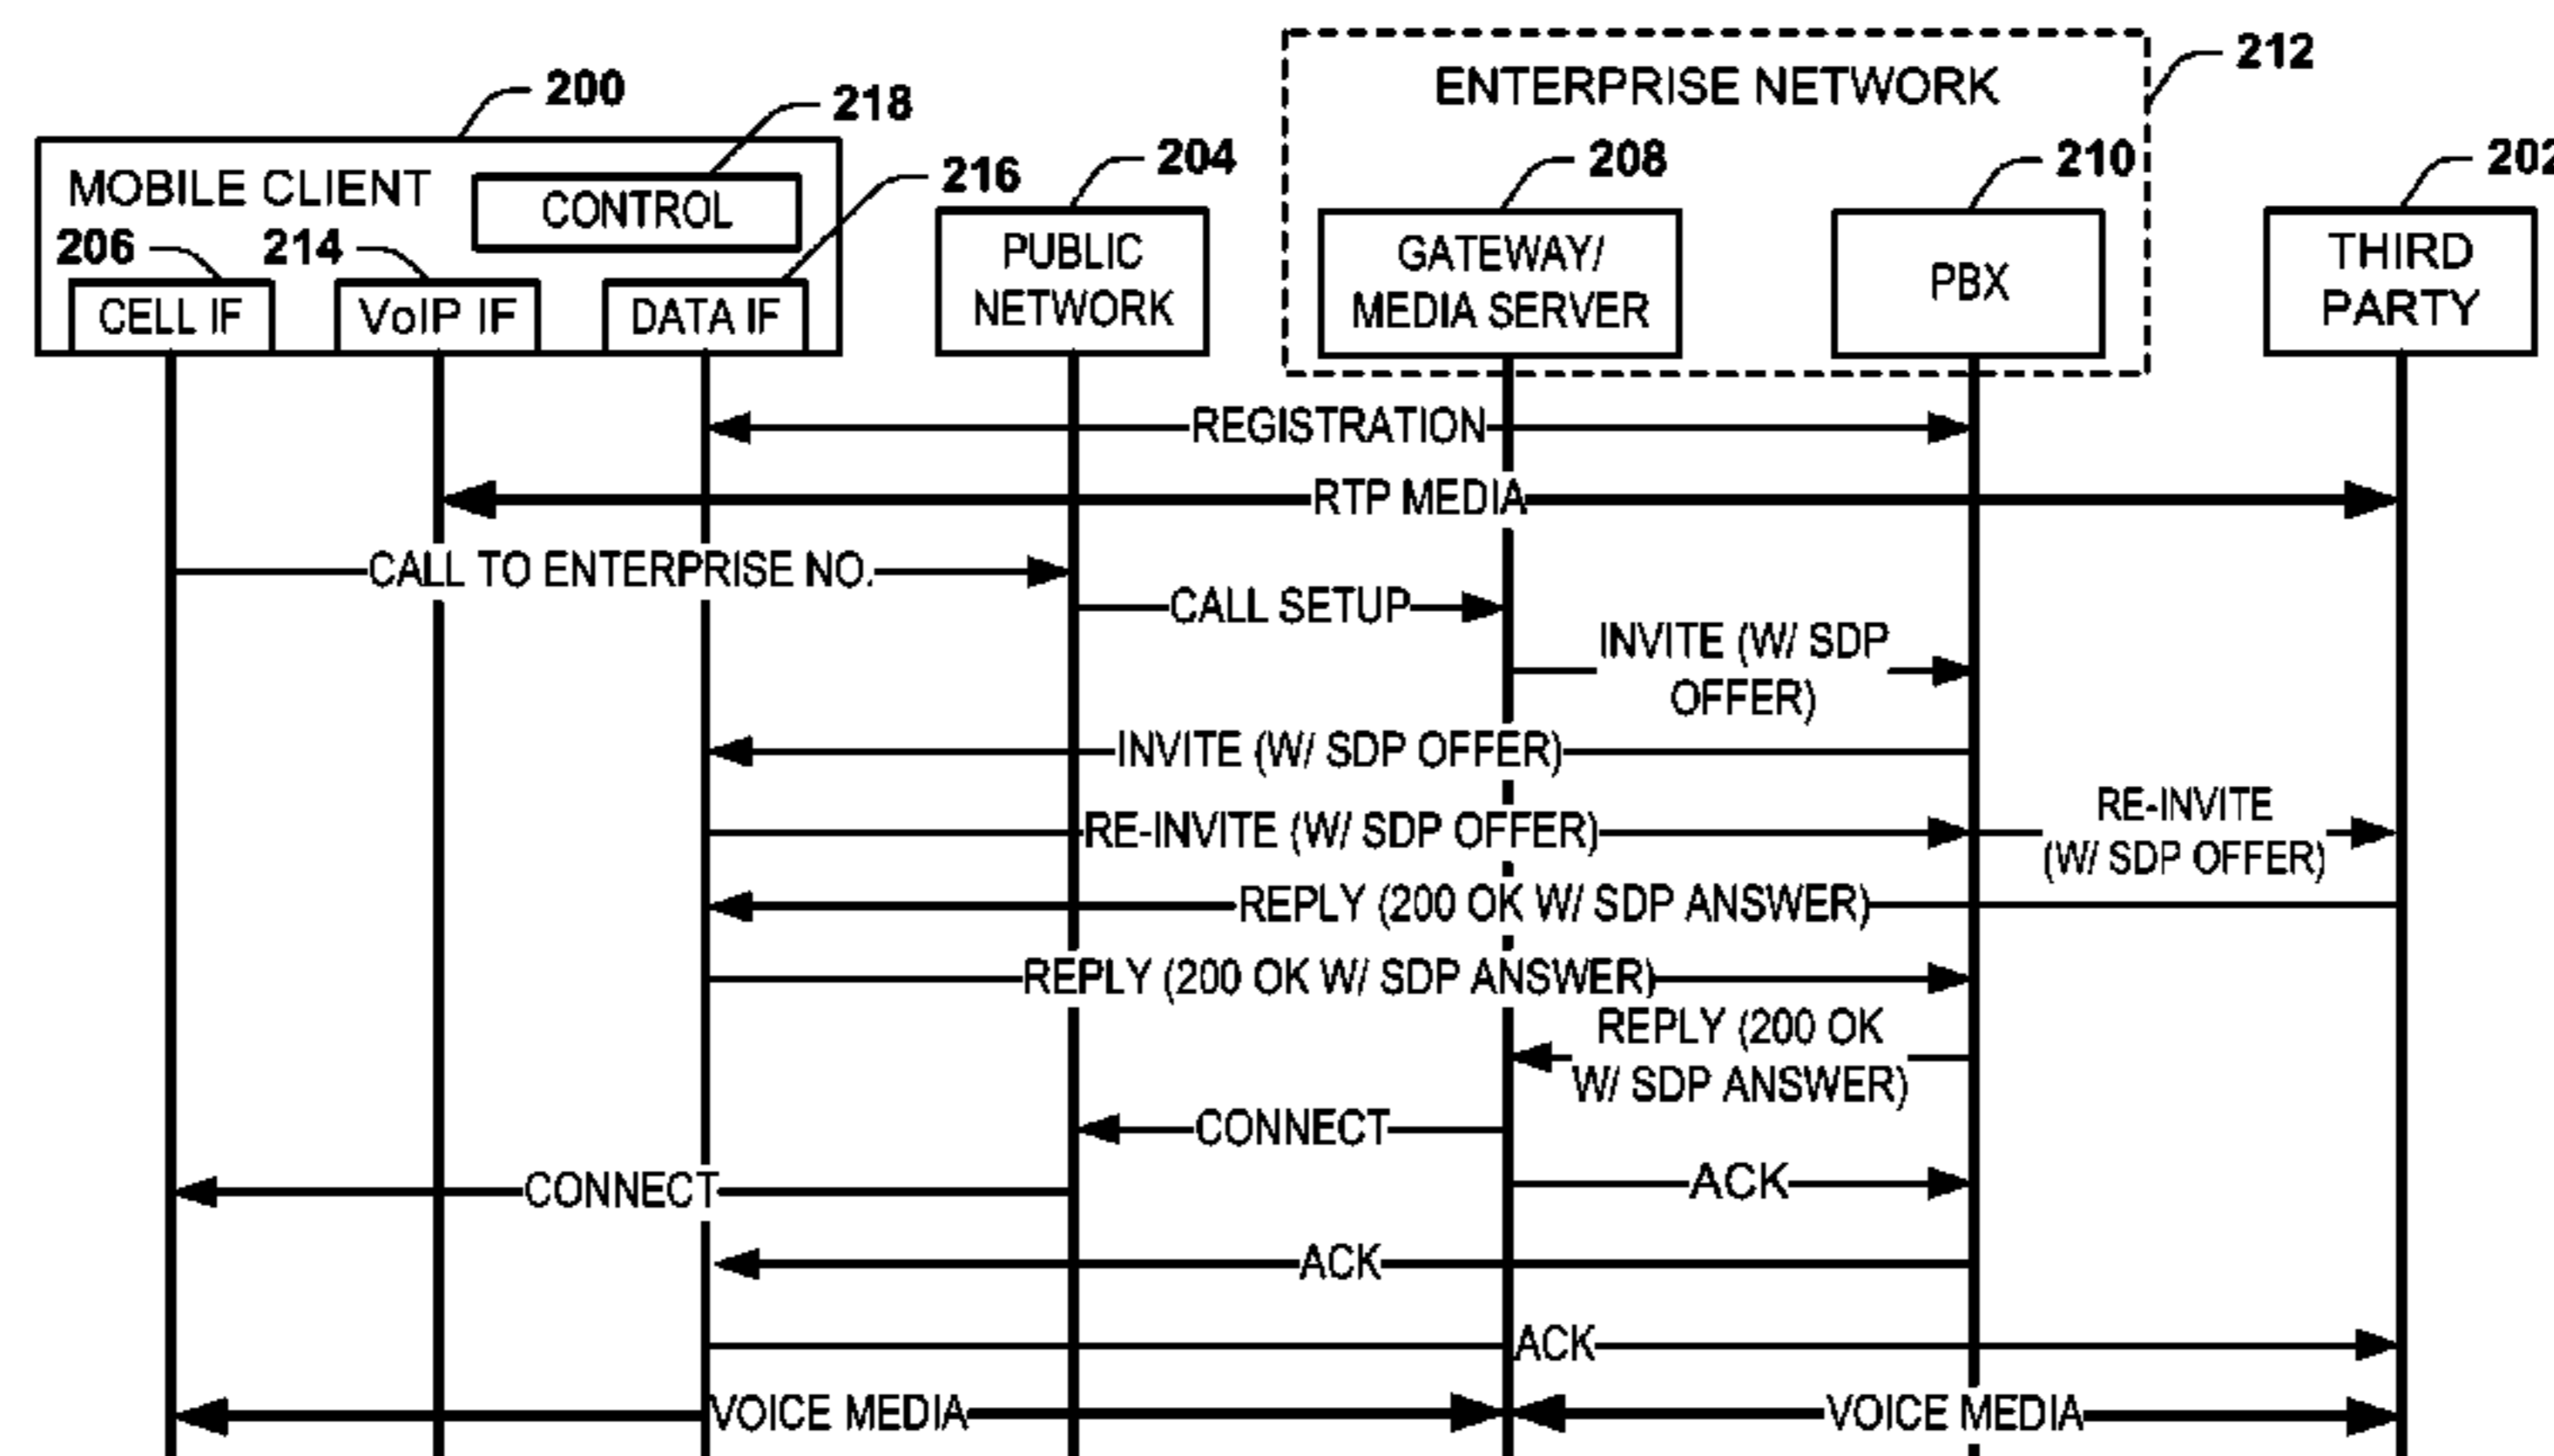 ENTERPRISE NETWORK
212
200
218
216
204
208
210
202
MOBILE CLIENT
CONTROL
206
214
CELL IF
VoIP IF
DATA IF
PUBLIC
NETWORK
GATEWAY/
MEDIA SERVER
PBX
THIRD
PARTY
REGISTRATION
RTP MEDIA
CALL TO ENTERPRISE NO.
CALL SETUP
INVITE (W/ SDP
OFFER)
INVITE (W/ SDP OFFER)
RE-INVITE (W/ SDP OFFER)
RE-INVITE
(W/ SDP OFFER)
REPLY (200 OK W/ SDP ANSWER)
REPLY (200 OK W/ SDP ANSWER)
REPLY (200 OK
W/ SDP ANSWER)
CONNECT
CONNECT
ACK
ACK
ACK
VOICE MEDIA
VOICE MEDIA